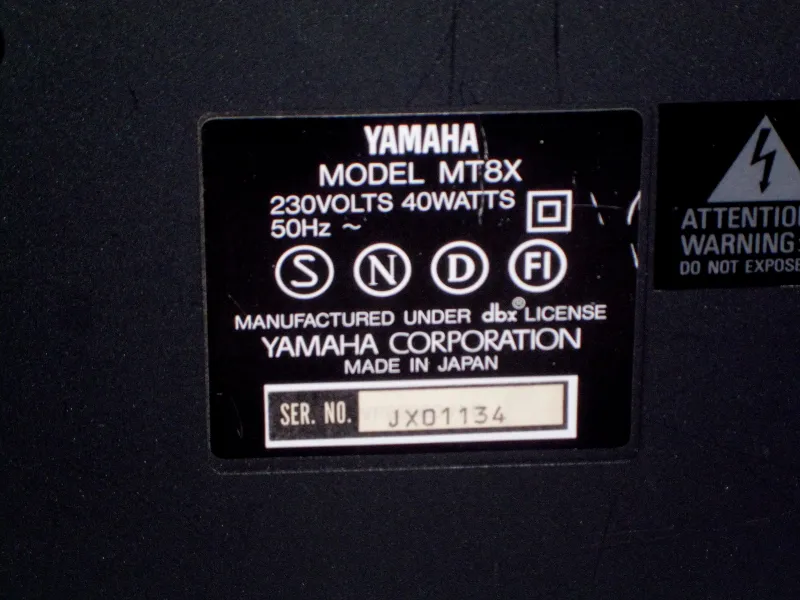 YAMAHA
MODEL MT8X
230VOLTS 40WATTS
50Hz ~
S N D FI
MANUFACTURED UNDER dbx® LICENSE
YAMAHA CORPORATION
MADE IN JAPAN
SER. NO. JX01134
ATTENTIO
WARNING
DO NOT EXPOSE